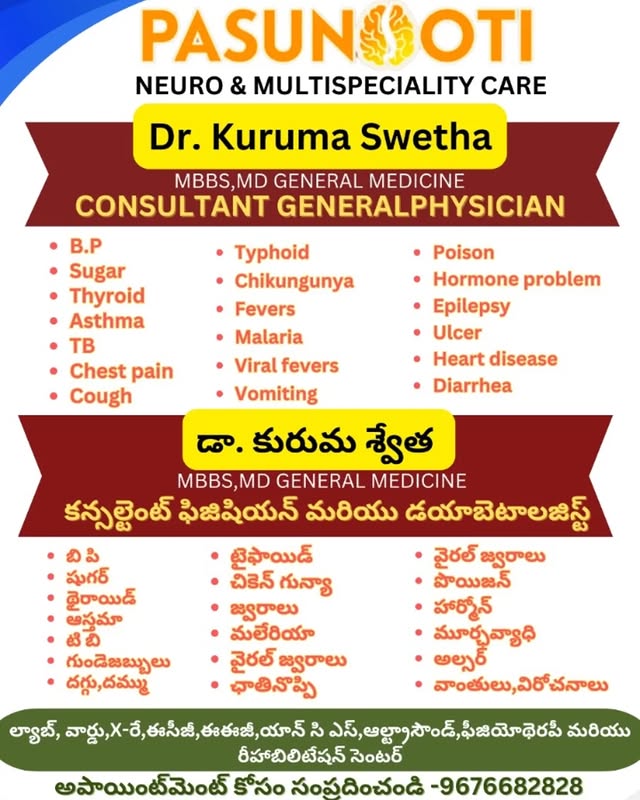 PASUNOTI
NEURO & MULTISPECIALITY CARE
Dr. Kuruma Swetha
MBBS,MD GENERAL MEDICINE
CONSULTANT GENERALPHYSICIAN
• B.P
• Sugar
• Thyroid
• Asthma
• TB
• Chest pain
• Cough
• Typhoid
• Chikungunya
• Fevers
• Malaria
• Viral fevers
• Vomiting
• Poison
• Hormone problem
• Epilepsy
• Ulcer
• Heart disease
• Diarrhea
డా. కురుమ శ్వేత
MBBS,MD GENERAL MEDICINE
కన్సల్టెంట్ ఫిజిషియన్ మరియు డయాబెటాలజిస్ట్
• బి పి
• షుగర్
• థైరాయిడ్
• ఆస్తమా
• టి బి
• గుండెజబ్బులు
• దగ్గు,దమ్ము
• టైఫాయిడ్
• చికెన్ గున్యా
• జ్వరాలు
• మలేరియా
• వైరల్ జ్వరాలు
• ఛాతినొప్పి
• వైరల్ జ్వరాలు
• పాయిజన్
• హార్మోన్
• మూర్ఛవ్యాధి
• అల్సర్
• వాంతులు,విరోచనాలు
ల్యాబ్, వార్డు,X-రే,ఈసీజీ,ఈఈజీ,యాన్ సి ఎస్,ఆల్ట్రాసౌండ్,ఫీజియోథెరపీ మరియు
రీహాబిలిటేషన్ సెంటర్
అపాయింట్‌మెంట్ కోసం సంప్రదించండి -9676682828